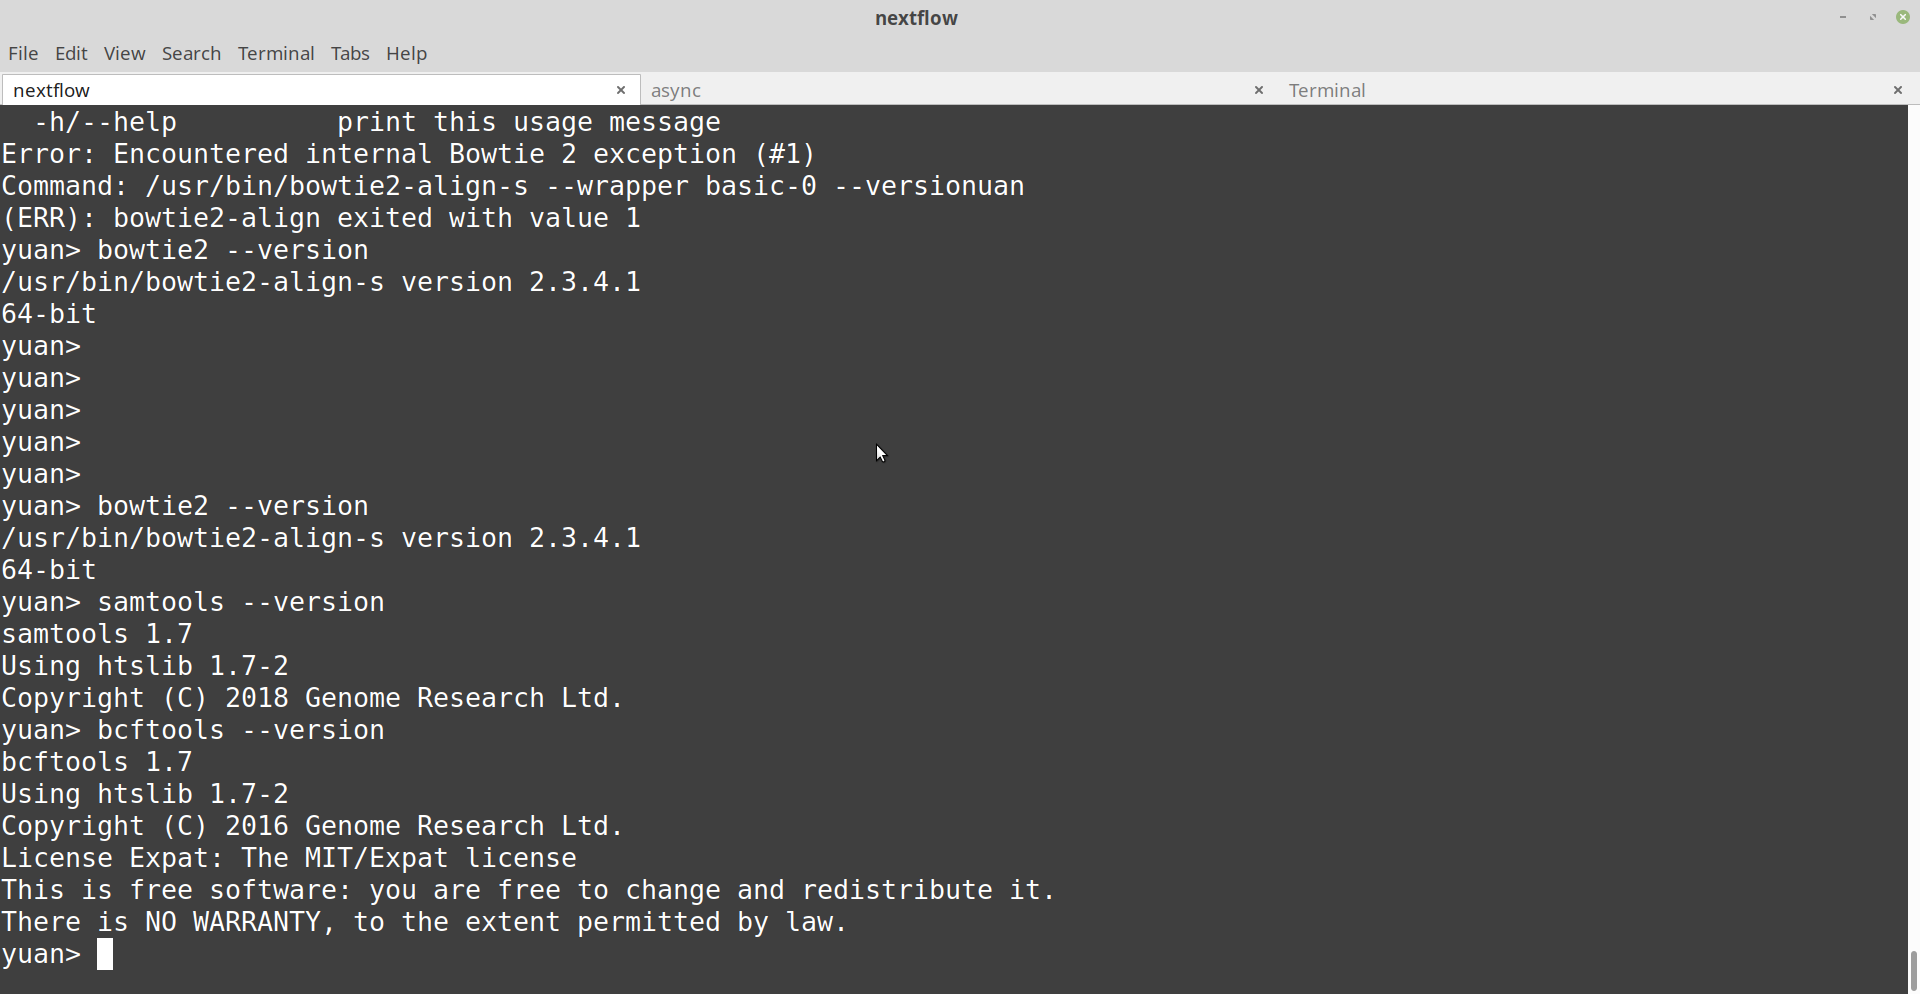 nextflow
File Edit View Search Terminal Tabs Help
nextflow async Terminal
-h/--help print this usage message
Error: Encountered internal Bowtie 2 exception (#1)
Command: /usr/bin/bowtie2-align-s --wrapper basic-0 --versionuan
(ERR): bowtie2-align exited with value 1
yuan> bowtie2 --version
/usr/bin/bowtie2-align-s version 2.3.4.1
64-bit
yuan>
yuan>
yuan>
yuan>
yuan>
yuan> bowtie2 --version
/usr/bin/bowtie2-align-s version 2.3.4.1
64-bit
yuan> samtools --version
samtools 1.7
Using htslib 1.7-2
Copyright (C) 2018 Genome Research Ltd.
yuan> bcftools --version
bcftools 1.7
Using htslib 1.7-2
Copyright (C) 2016 Genome Research Ltd.
License Expat: The MIT/Expat license
This is free software: you are free to change and redistribute it.
There is NO WARRANTY, to the extent permitted by law.
yuan>